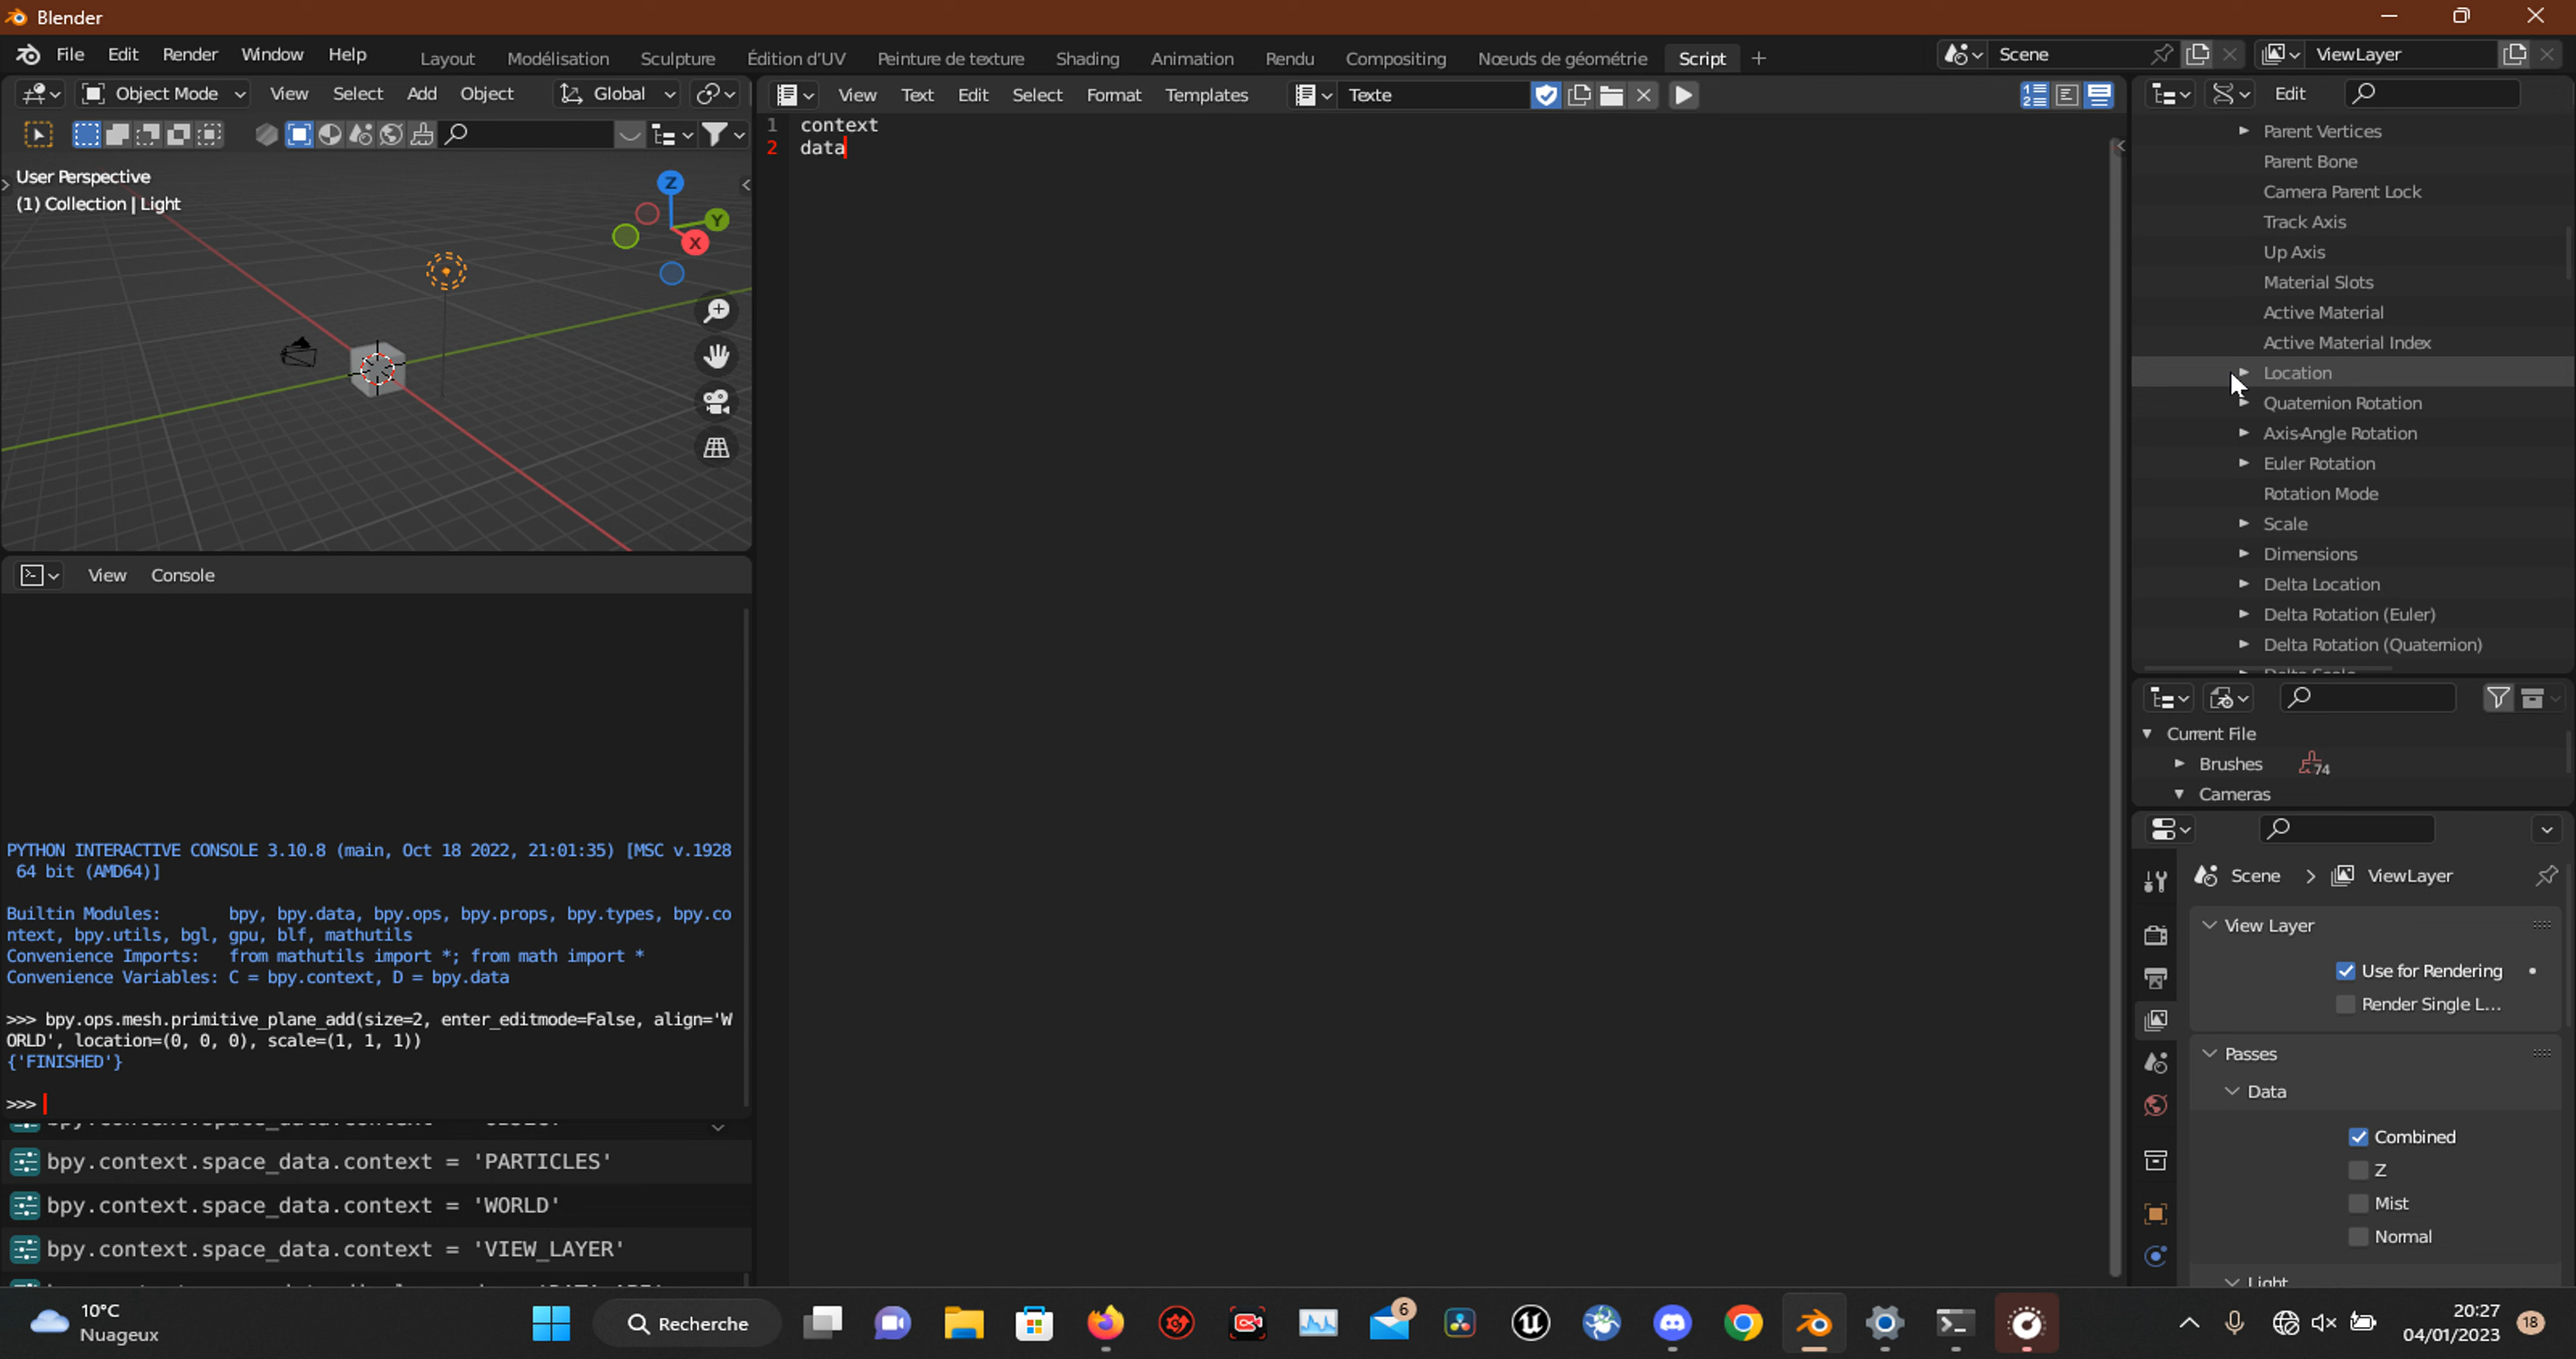 Blender
File Edit Render Window Help Layout Modélisation Sculpture Édition d'UV Peinture de texture Shading Animation Rendu Compositing Nœuds de géométrie Script + Scene ViewLayer
Object Mode View Select Add Object Global
View Text Edit Select Format Templates Texte
Edit
User Perspective
(1) Collection | Light
Z
Y
X
1 context
2 data
Parent Vertices
Parent Bone
Camera Parent Lock
Track Axis
Up Axis
Material Slots
Active Material
Active Material Index
Location
Quaternion Rotation
Axis-Angle Rotation
Euler Rotation
Rotation Mode
Scale
Dimensions
Delta Location
Delta Rotation (Euler)
Delta Rotation (Quaternion)
View Console
PYTHON INTERACTIVE CONSOLE 3.10.8 (main, Oct 18 2022, 21:01:35) [MSC v.1928
64 bit (AMD64)]
Builtin Modules: bpy, bpy.data, bpy.ops, bpy.props, bpy.types, bpy.co
ntext, bpy.utils, bgl, gpu, blf, mathutils
Convenience Imports: from mathutils import *; from math import *
Convenience Variables: C = bpy.context, D = bpy.data
>>> bpy.ops.mesh.primitive_plane_add(size=2, enter_editmode=False, align='W
ORLD', location=(0, 0, 0), scale=(1, 1, 1))
{'FINISHED'}
>>>
bpy.context.space_data.context = 'PARTICLES'
bpy.context.space_data.context = 'WORLD'
bpy.context.space_data.context = 'VIEW_LAYER'
Current File
Brushes 74
Cameras
Scene > ViewLayer
View Layer
Use for Rendering
Render Single L...
Passes
Data
Combined
Z
Mist
Normal
Light
10°C
Nuageux
Recherche
6
20:27
04/01/2023
18